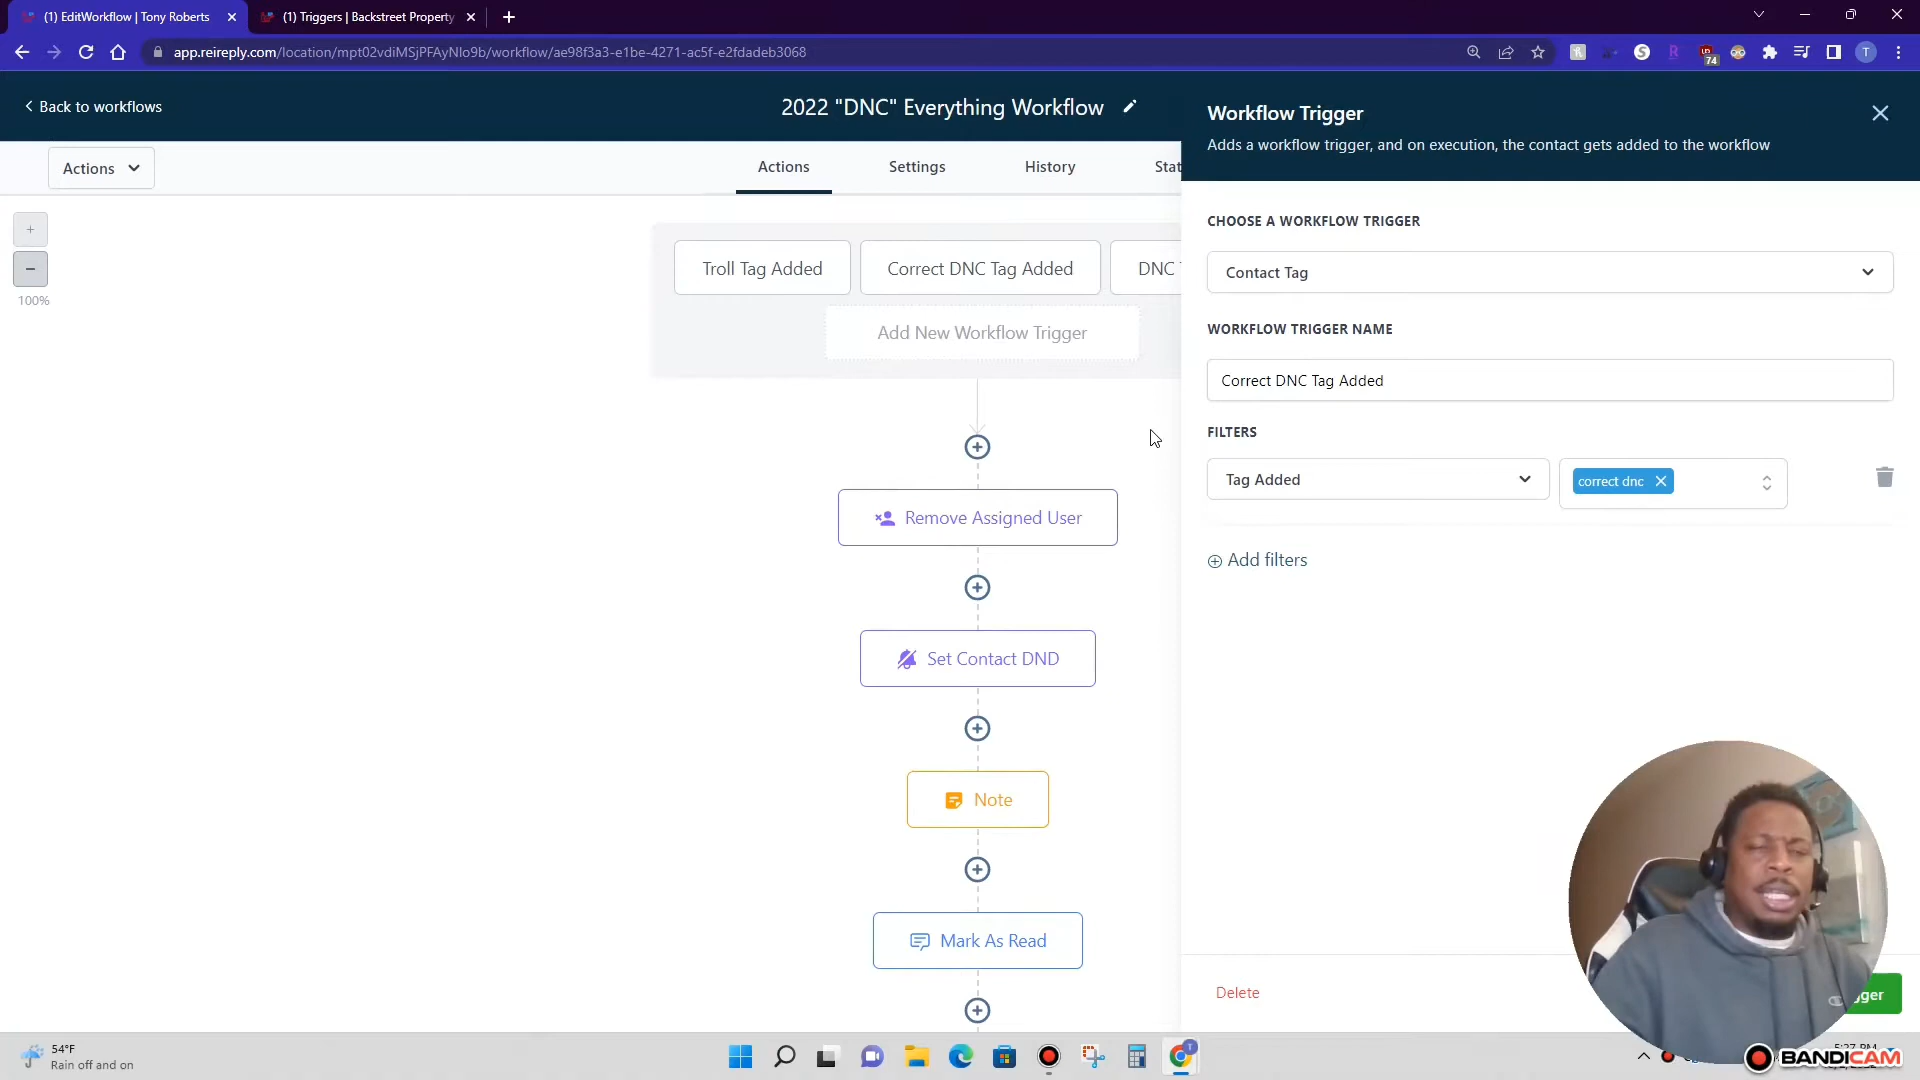 (1) EditWorkflow | Tony Roberts
(1) Triggers | Backstreet Property
app.reireply.com/location/mpt02vdiMSjPFAyNIo9b/workflow/ae98f3a3-e1be-4271-ac5f-e2fdadeb3068
74
T
Back to workflows
2022 "DNC" Everything Workflow
Actions
Actions
Settings
History
Stat
+
−
100%
Troll Tag Added
Correct DNC Tag Added
DNC
Add New Workflow Trigger
Remove Assigned User
Set Contact DND
Note
Mark As Read
Workflow Trigger
Adds a workflow trigger, and on execution, the contact gets added to the workflow
CHOOSE A WORKFLOW TRIGGER
Contact Tag
WORKFLOW TRIGGER NAME
Correct DNC Tag Added
FILTERS
Tag Added
correct dnc
Add filters
Delete
gger
54°F
Rain off and on
BANDICAM